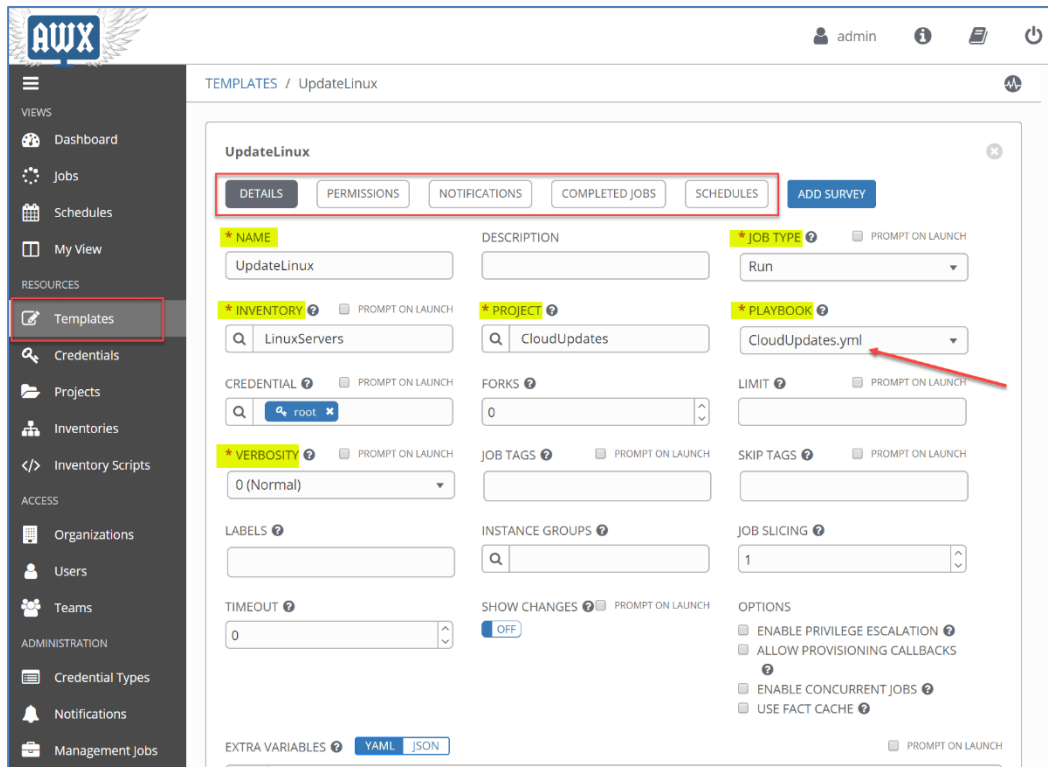 AWX
admin
VIEWS
Dashboard
Jobs
Schedules
My View
RESOURCES
Templates
Credentials
Projects
Inventories
Inventory Scripts
ACCESS
Organizations
Users
Teams
ADMINISTRATION
Credential Types
Notifications
Management Jobs
TEMPLATES / UpdateLinux
UpdateLinux
DETAILS PERMISSIONS NOTIFICATIONS COMPLETED JOBS SCHEDULES ADD SURVEY
* NAME DESCRIPTION * JOB TYPE ? PROMPT ON LAUNCH
UpdateLinux Run
* INVENTORY ? PROMPT ON LAUNCH * PROJECT ? * PLAYBOOK ?
LinuxServers CloudUpdates CloudUpdates.yml
CREDENTIAL ? PROMPT ON LAUNCH FORKS ? LIMIT ? PROMPT ON LAUNCH
root 0
* VERBOSITY ? PROMPT ON LAUNCH JOB TAGS ? PROMPT ON LAUNCH SKIP TAGS ? PROMPT ON LAUNCH
0 (Normal)
LABELS ? INSTANCE GROUPS ? JOB SLICING ?
1
TIMEOUT ? SHOW CHANGES ? PROMPT ON LAUNCH OPTIONS
0 OFF ENABLE PRIVILEGE ESCALATION ?
ALLOW PROVISIONING CALLBACKS
?
ENABLE CONCURRENT JOBS ?
USE FACT CACHE ?
EXTRA VARIABLES ? YAML JSON PROMPT ON LAUNCH